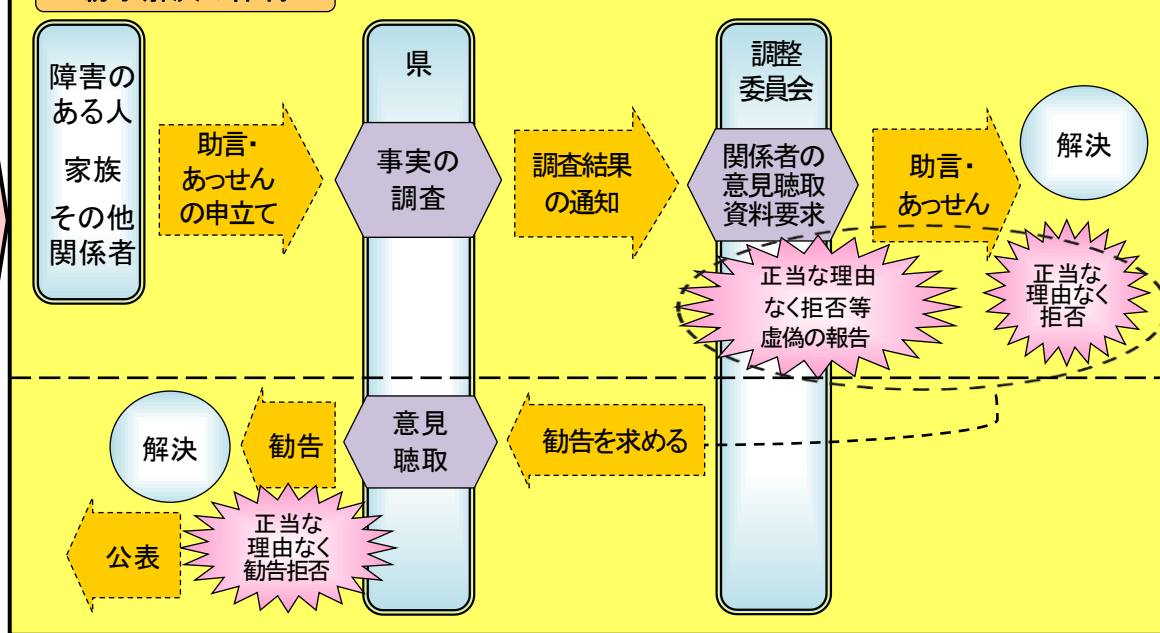 障害の
ある人
家族
その他
関係者
助言・
あっせん
の申立て
県
事実の
調査
調査結果
の通知
調整
委員会
関係者の
意見聴取
資料要求
助言・
あっせん
解決
正当な理由
なく拒否等
虚偽の報告
正当な
理由なく
拒否
勧告を求める
意見
聴取
勧告
解決
正当な
理由なく
勧告拒否
公表